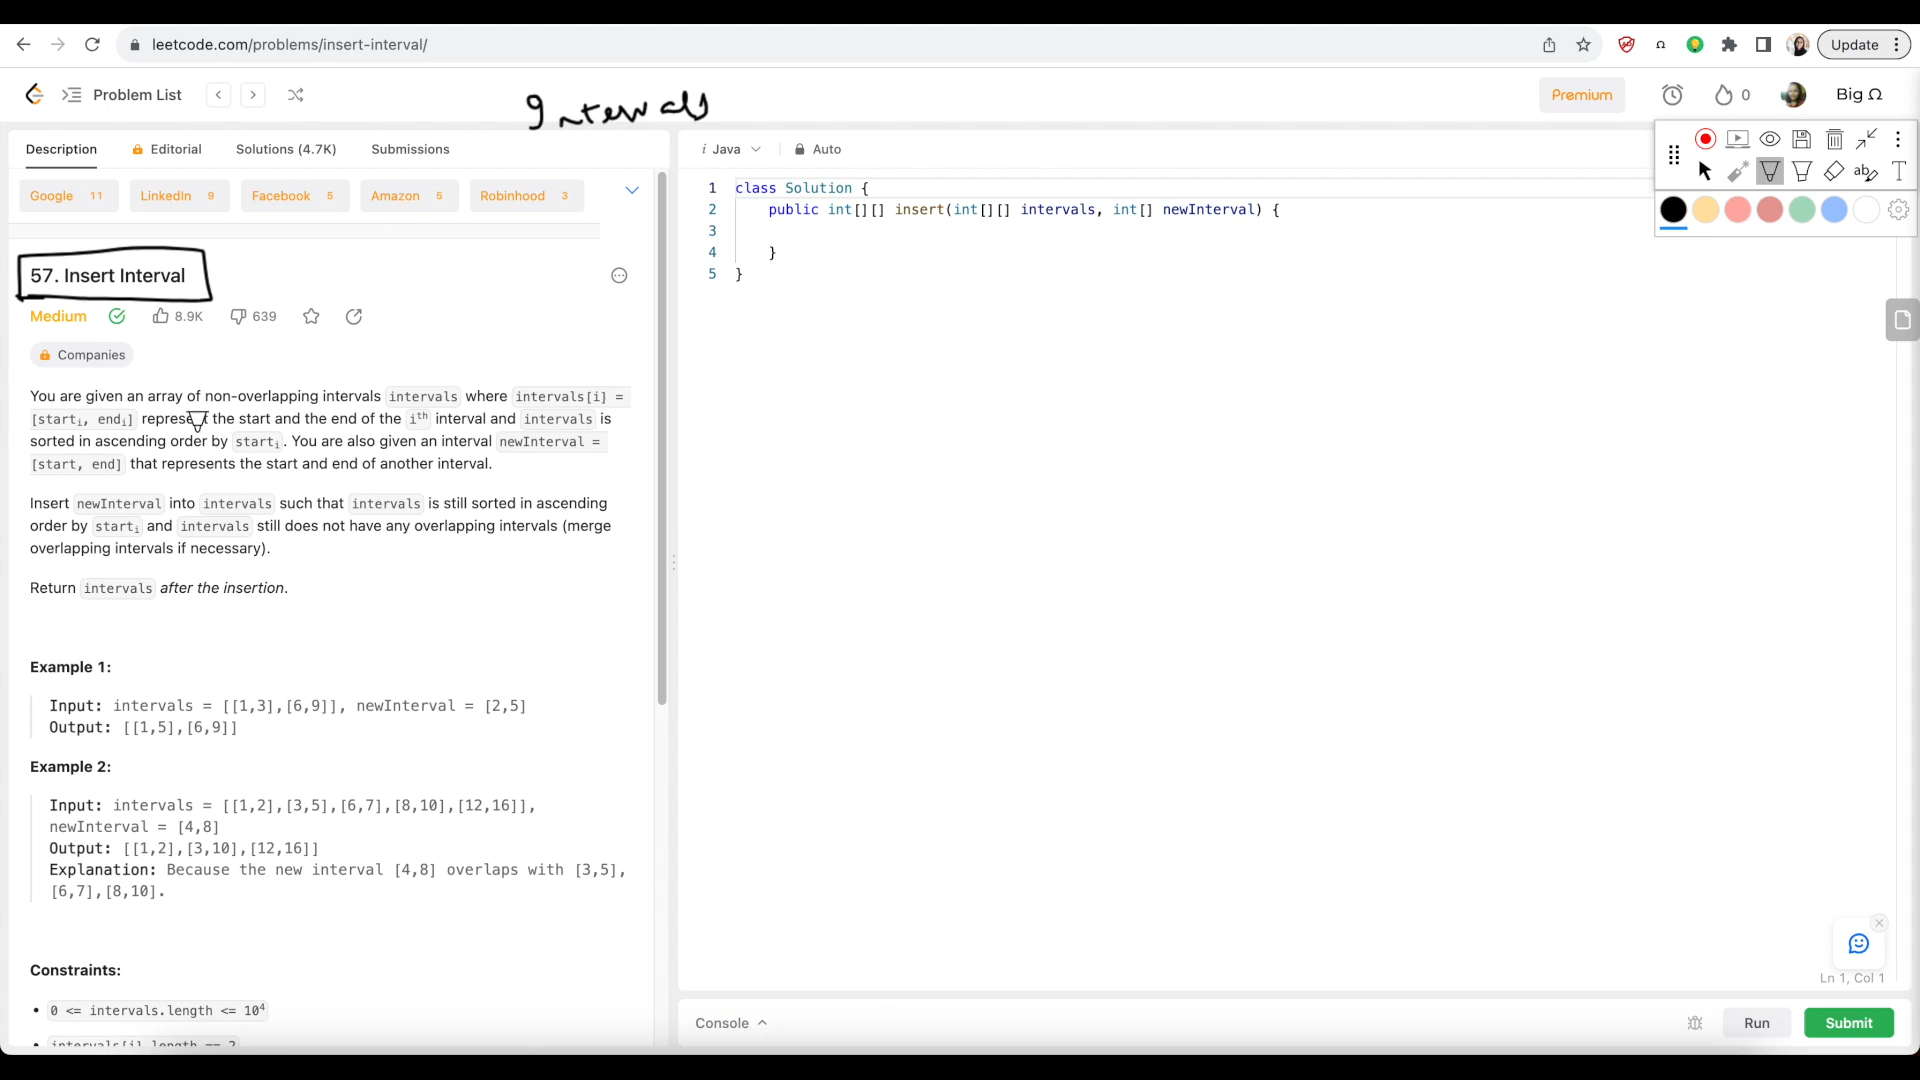 leetcode.com/problems/insert-interval/
Update
Problem List
Intervals
Premium
0
Big Ω
Description
Editorial
Solutions (4.7K)
Submissions
Google 11
LinkedIn 9
Facebook 5
Amazon 5
Robinhood 3
57. Insert Interval
Medium
8.9K
639
Companies
You are given an array of non-overlapping intervals intervals where intervals[i] =
[starti, endi] represent the start and the end of the ith interval and intervals is
sorted in ascending order by starti. You are also given an interval newInterval =
[start, end] that represents the start and end of another interval.
Insert newInterval into intervals such that intervals is still sorted in ascending
order by starti and intervals still does not have any overlapping intervals (merge
overlapping intervals if necessary).
Return intervals after the insertion.
Example 1:
Input: intervals = [[1,3],[6,9]], newInterval = [2,5]
Output: [[1,5],[6,9]]
Example 2:
Input: intervals = [[1,2],[3,5],[6,7],[8,10],[12,16]],
newInterval = [4,8]
Output: [[1,2],[3,10],[12,16]]
Explanation: Because the new interval [4,8] overlaps with [3,5],
[6,7],[8,10].
Constraints:
• 0 <= intervals.length <= 10^4
• intervals[i].length == 2
i Java
Auto
1 class Solution {
2 public int[][] insert(int[][] intervals, int[] newInterval) {
3
4 }
5 }
Ln 1, Col 1
Console
Run
Submit